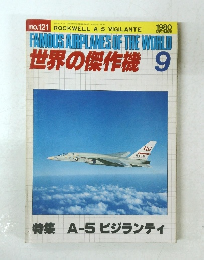 no.121 ROCKWELL A-5 VIGILANTE 1980
FAMOUS AIRPLANES OF THE WORLD
世界の傑作機 9
特集 A-5 ビジランティ